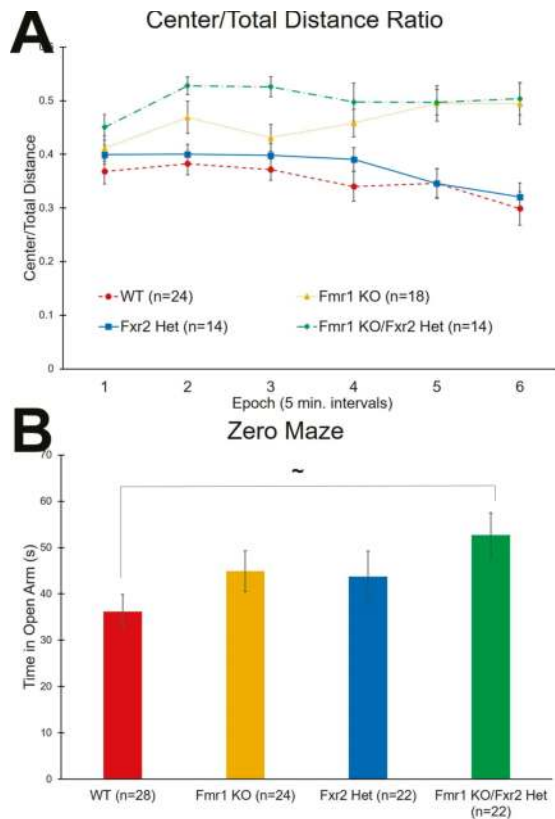 A
Center/Total Distance Ratio
Center/Total Distance
0.5
0.4
0.3
0.2
0.1
0
WT (n=24)
Fmr1 KO (n=18)
Fxr2 Het (n=14)
Fmr1 KO/Fxr2 Het (n=14)
1 2 3 4 5 6
Epoch (5 min. intervals)
B
Zero Maze
~
Time in Open Arm (s)
70
60
50
40
30
20
10
0
WT (n=28)
Fmr1 KO (n=24)
Fxr2 Het (n=22)
Fmr1 KO/Fxr2 Het
(n=22)